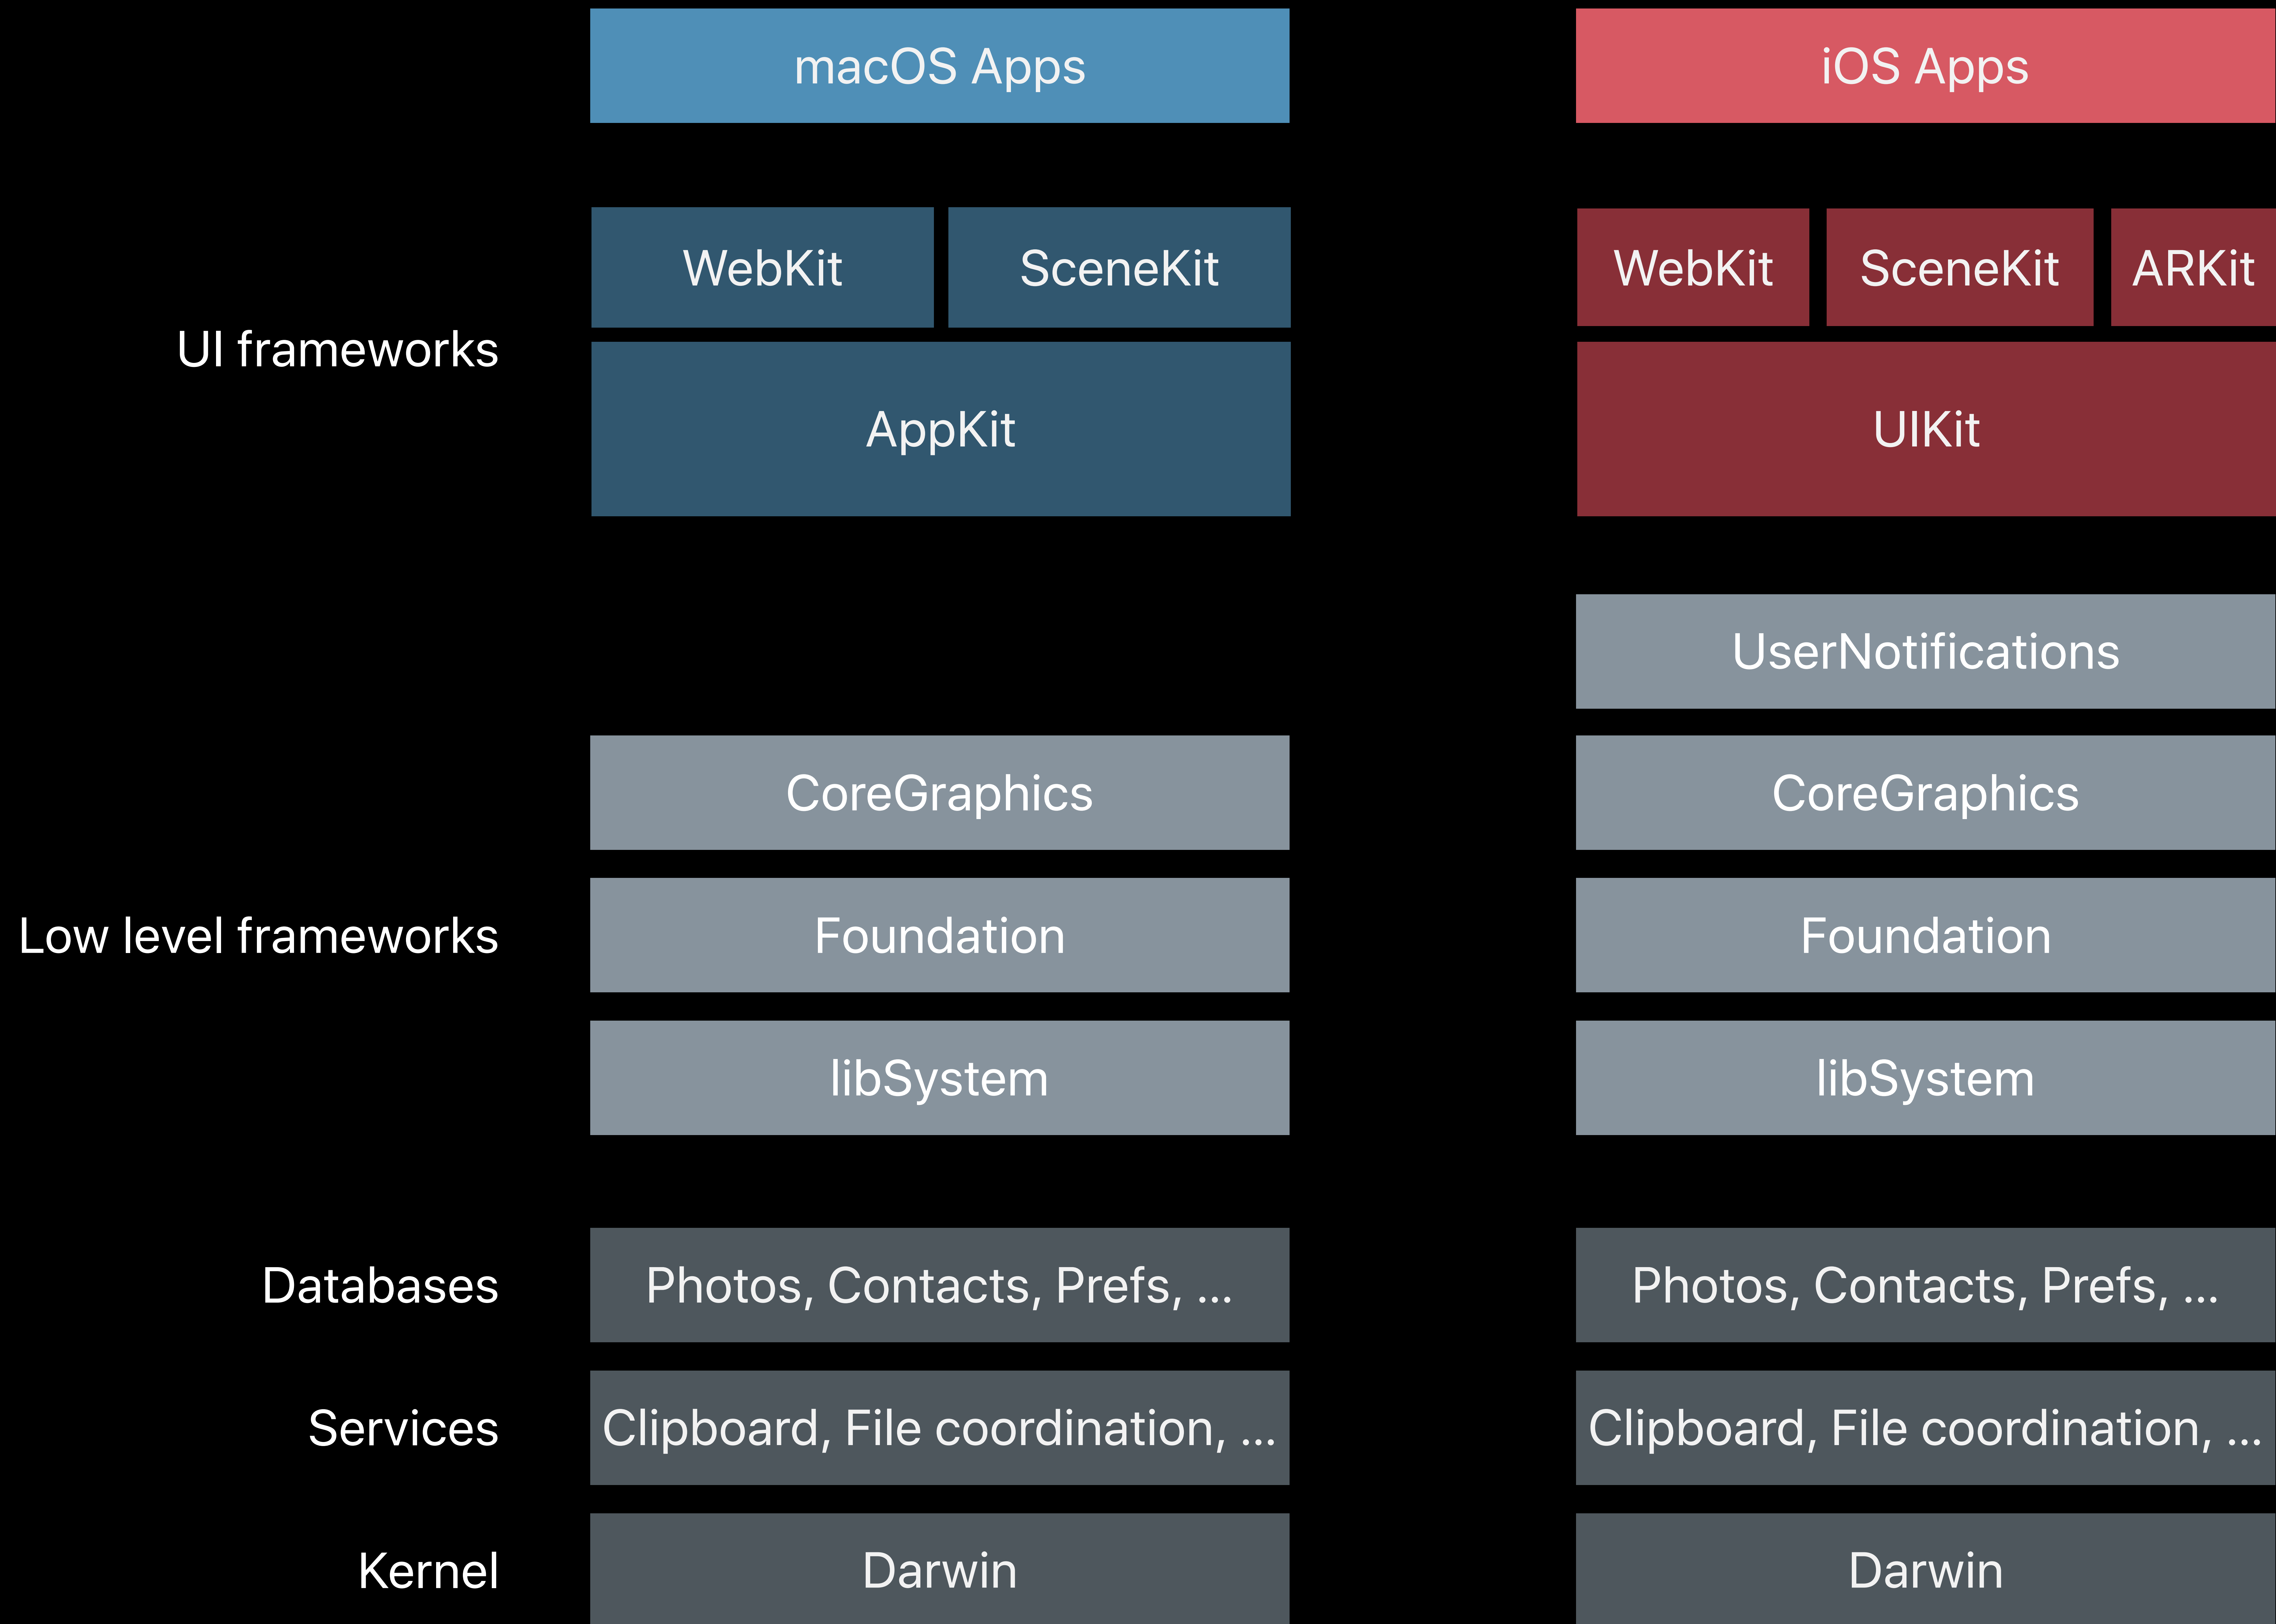 macOS Apps
iOS Apps
UI frameworks
WebKit
SceneKit
AppKit
WebKit
SceneKit
ARKit
UIKit
UserNotifications
Low level frameworks
CoreGraphics
CoreGraphics
Foundation
Foundation
libSystem
libSystem
Databases
Photos, Contacts, Prefs, ...
Photos, Contacts, Prefs, ...
Services
Clipboard, File coordination, ...
Clipboard, File coordination, ...
Kernel
Darwin
Darwin